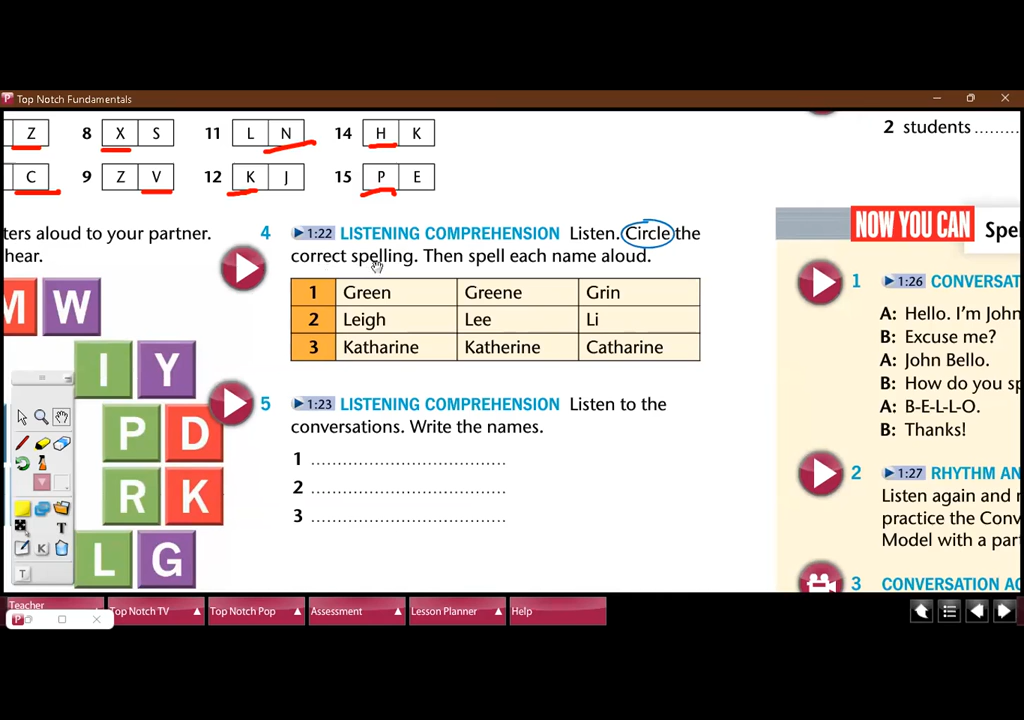 Top Notch Fundamentals
Z 8 X S 11 L N 14 H K
2 students .........
C 9 Z V 12 K J 15 P E
ters aloud to your partner.
hear.
M W
I Y
P D
R K
L G
4 1:22 LISTENING COMPREHENSION Listen. Circle the
correct spelling. Then spell each name aloud.
1 Green Greene Grin
2 Leigh Lee Li
3 Katharine Katherine Catharine
5 1:23 LISTENING COMPREHENSION Listen to the
conversations. Write the names.
1 .......................................
2 .......................................
3 .......................................
NOW YOU CAN Spe
1 1:26 CONVERSAT
A: Hello. I'm John
B: Excuse me?
A: John Bello.
B: How do you sp
A: B-E-L-L-O.
B: Thanks!
2 1:27 RHYTHM AN
Listen again and r
practice the Conv
Model with a part
3 CONVERSATION AC
T
K
T
Teacher
Top Notch TV Top Notch Pop Assessment Lesson Planner Help